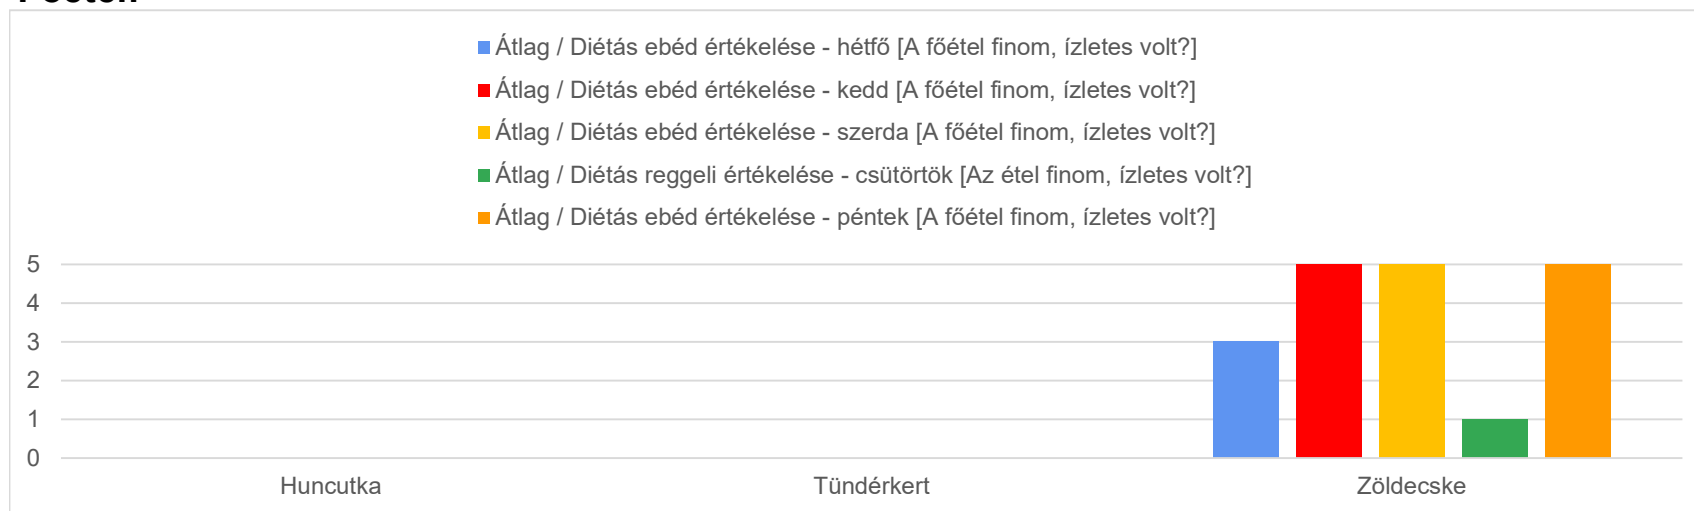 Átlag / Diétás ebéd értékelése - hétfő [A főétel finom, ízletes volt?]
Átlag / Diétás ebéd értékelése - kedd [A főétel finom, ízletes volt?]
Átlag / Diétás ebéd értékelése - szerda [A főétel finom, ízletes volt?]
Átlag / Diétás reggeli értékelése - csütörtök [Az étel finom, ízletes volt?]
Átlag / Diétás ebéd értékelése - péntek [A főétel finom, ízletes volt?]
5
4
3
2
1
0
Huncutka Tündérkert Zöldecske